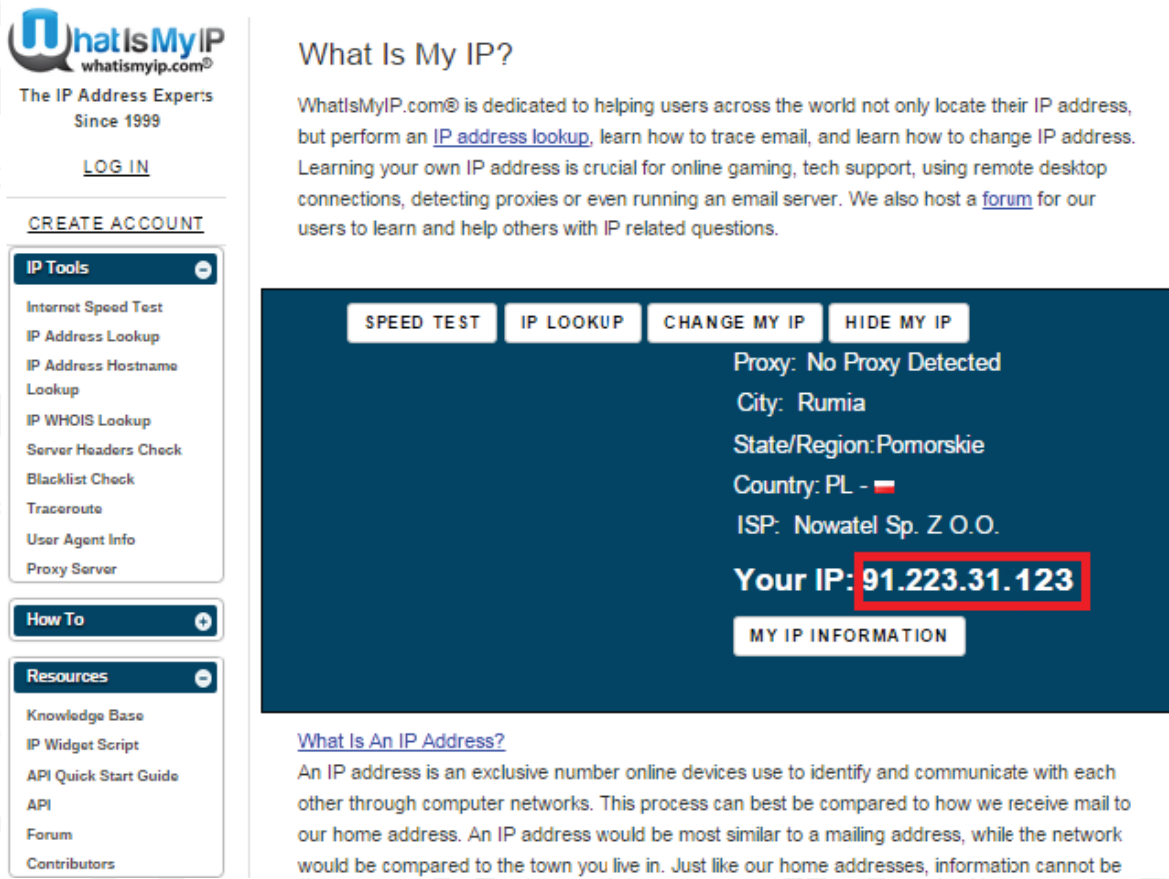 WhatIsMyIP
whatismyip.com®
The IP Address Experts
Since 1999
LOG IN
CREATE ACCOUNT
IP Tools
Internet Speed Test
IP Address Lookup
IP Address Hostname
Lookup
IP WHOIS Lookup
Server Headers Check
Blacklist Check
Traceroute
User Agent Info
Proxy Server
How To
Resources
Knowledge Base
IP Widget Script
API Quick Start Guide
API
Forum
Contributors
What Is My IP?
WhatIsMyIP.com® is dedicated to helping users across the world not only locate their IP address,
but perform an IP address lookup, learn how to trace email, and learn how to change IP address.
Learning your own IP address is crucial for online gaming, tech support, using remote desktop
connections, detecting proxies or even running an email server. We also host a forum for our
users to learn and help others with IP related questions.
SPEED TEST IP LOOKUP CHANGE MY IP HIDE MY IP
Proxy: No Proxy Detected
City: Rumia
State/Region:Pomorskie
Country: PL -
ISP: Nowatel Sp. Z O.O.
Your IP: 91.223.31.123
MY IP INFORMATION
What Is An IP Address?
An IP address is an exclusive number online devices use to identify and communicate with each
other through computer networks. This process can best be compared to how we receive mail to
our home address. An IP address would be most similar to a mailing address, while the network
would be compared to the town you live in. Just like our home addresses, information cannot be